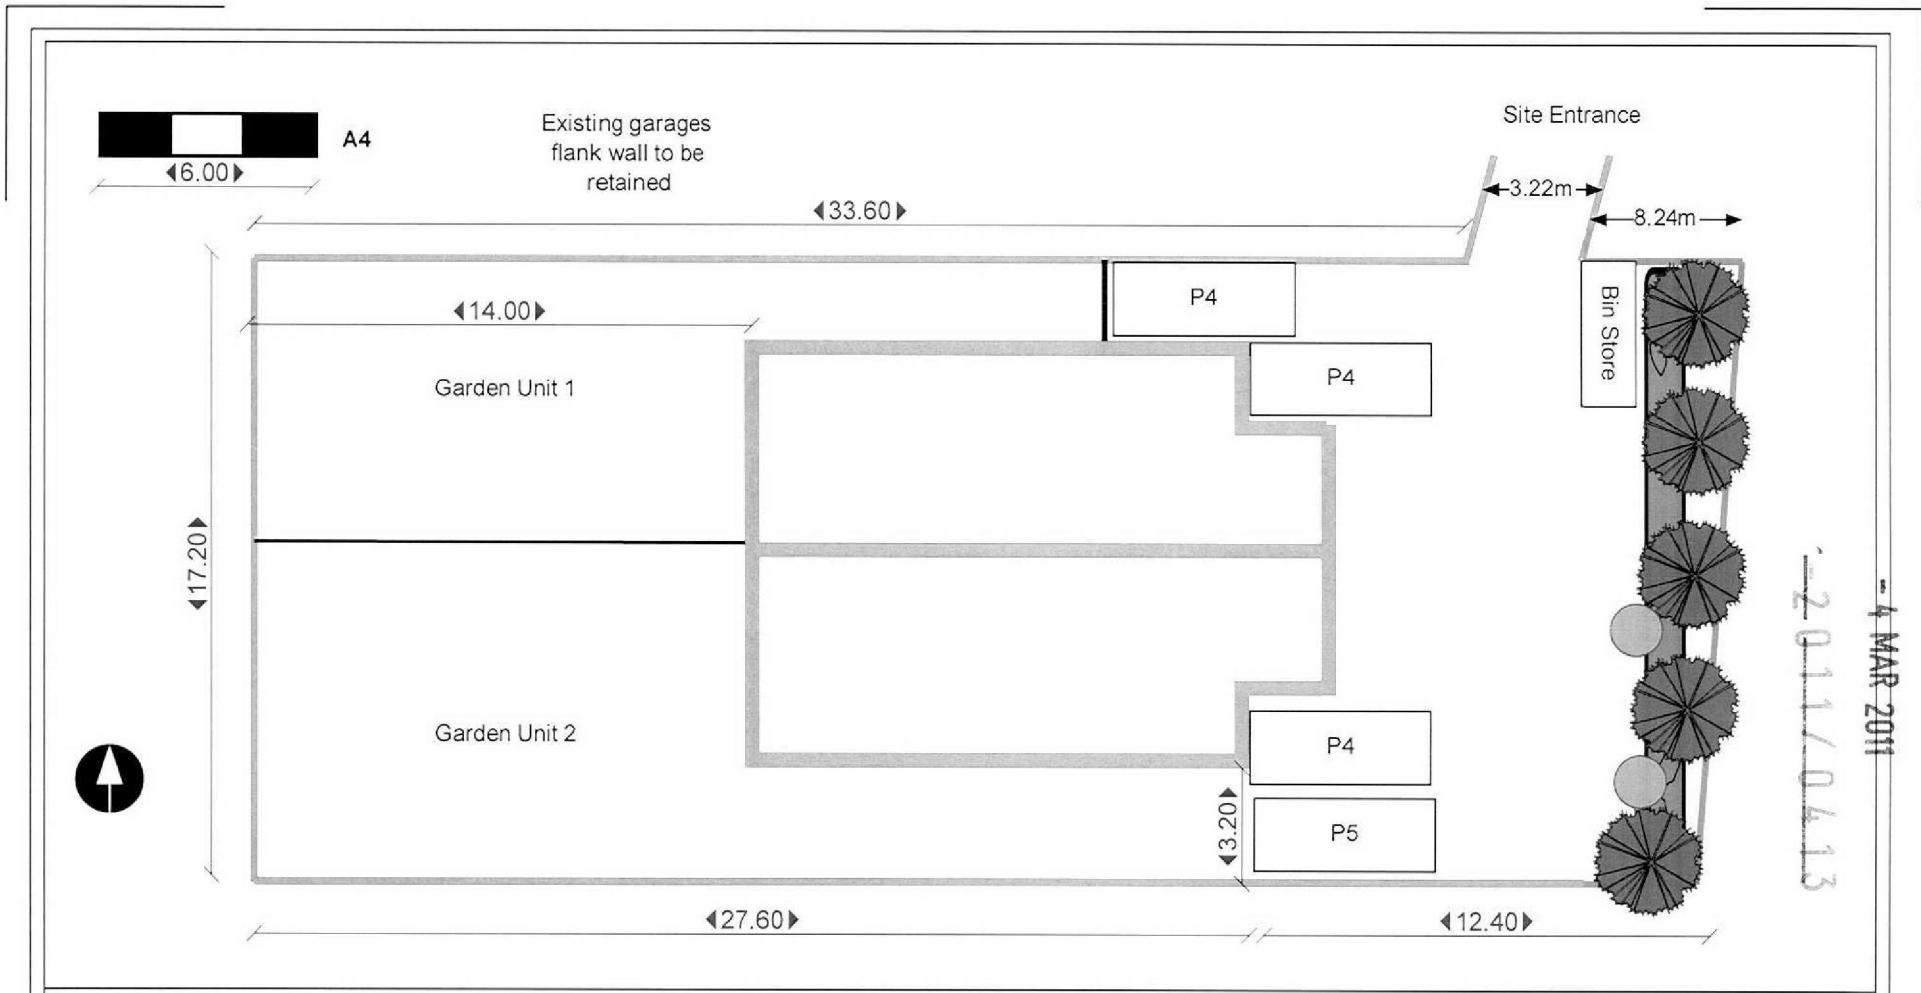 A4
6.00
Existing garages
flank wall to be
retained
Site Entrance
3.22m
33.60
8.24m
14.00
P4
Bin Store
P4
Garden Unit 1
17.20
Garden Unit 2
P4
3.20
P5
27.60
12.40
- 4 MAR 2011
2011/0413